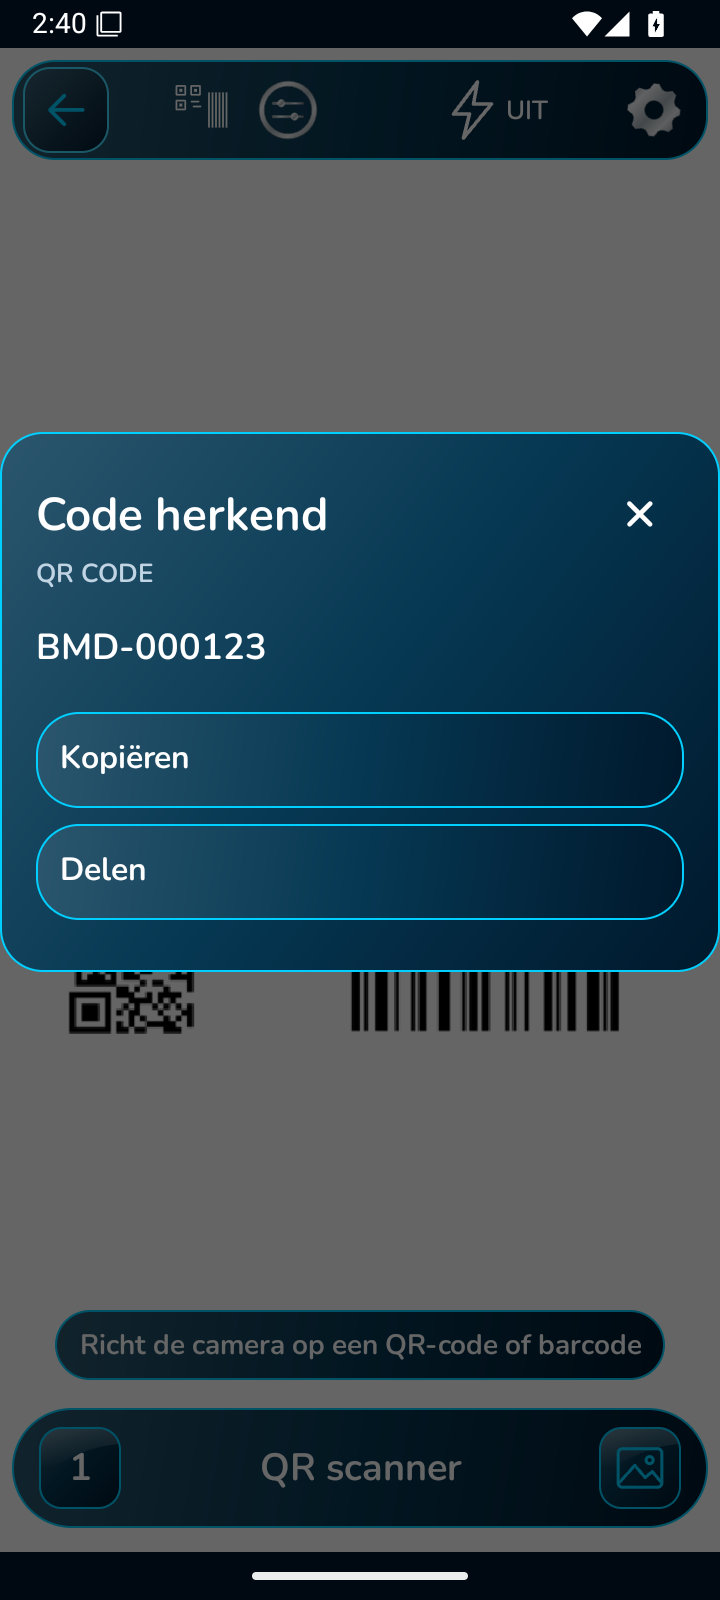 2:40
UIT
Code herkend
QR CODE
BMD-000123
Kopiëren
Delen
Richt de camera op een QR-code of barcode
1
QR scanner